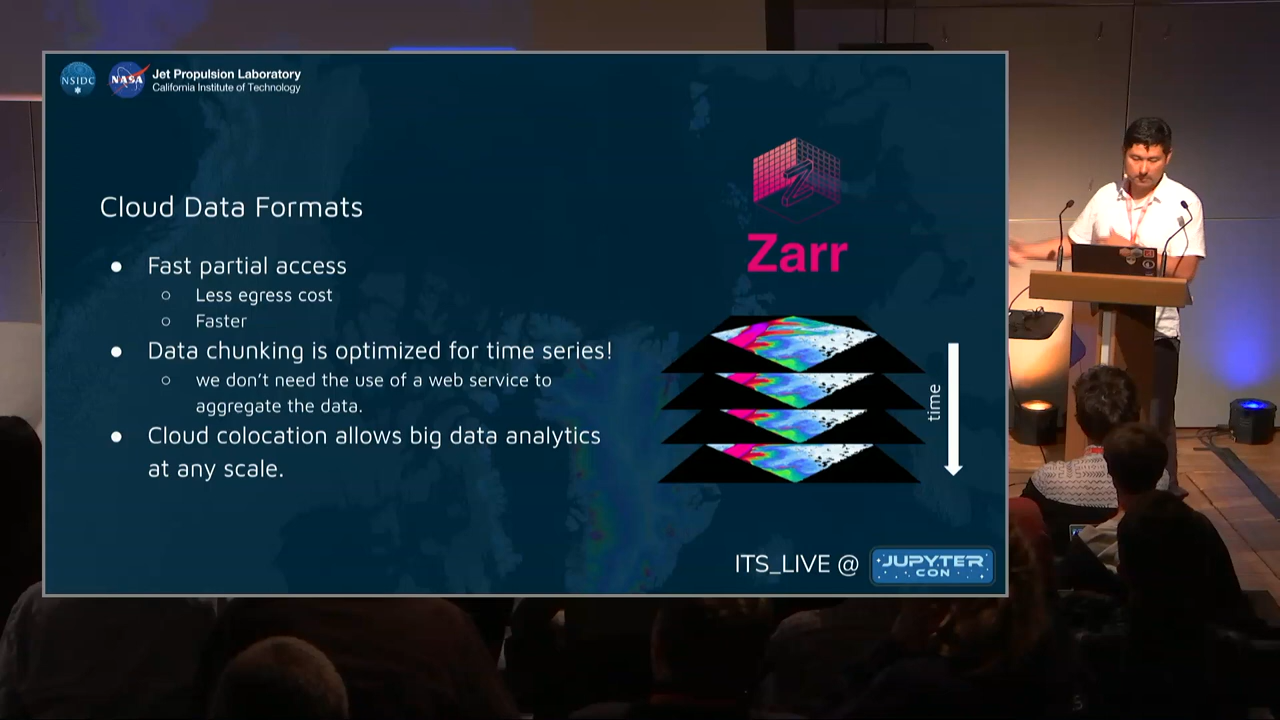 NSIDC
NASA
Jet Propulsion Laboratory
California Institute of Technology
Cloud Data Formats
● Fast partial access
○ Less egress cost
○ Faster
● Data chunking is optimized for time series!
○ we don't need the use of a web service to
aggregate the data.
● Cloud colocation allows big data analytics
at any scale.
Zarr
time
ITS_LIVE @
JUPYTER
CON